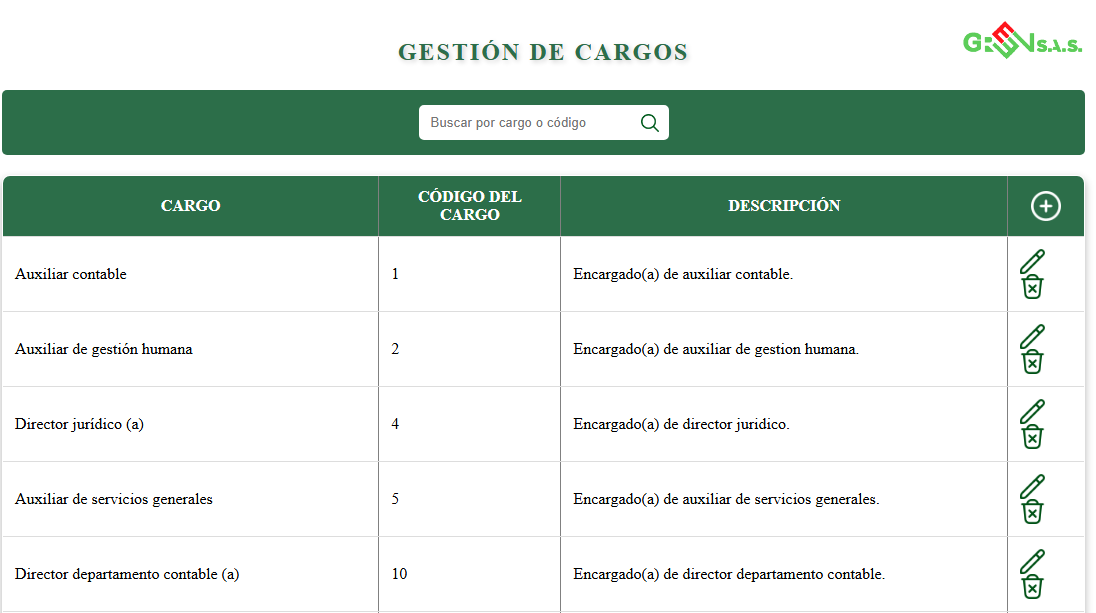 GESTIÓN DE CARGOS
GREEN S.A.S.
Buscar por cargo o código
CARGO
CÓDIGO DEL
CARGO
DESCRIPCIÓN
Auxiliar contable 1 Encargado(a) de auxiliar contable.
Auxiliar de gestión humana 2 Encargado(a) de auxiliar de gestion humana.
Director jurídico (a) 4 Encargado(a) de director juridico.
Auxiliar de servicios generales 5 Encargado(a) de auxiliar de servicios generales.
Director departamento contable (a) 10 Encargado(a) de director departamento contable.